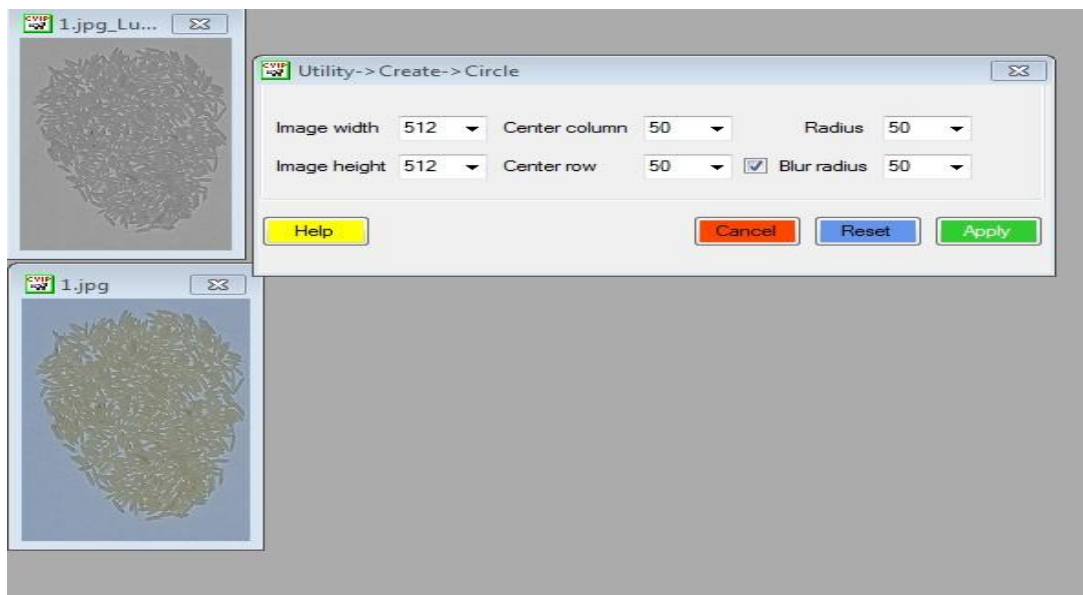 1.jpg_Lu...
Utility->Create->Circle
Image width 512 Center column 50 Radius 50
Image height 512 Center row 50 Blur radius 50
Help Cancel Reset Apply
1.jpg